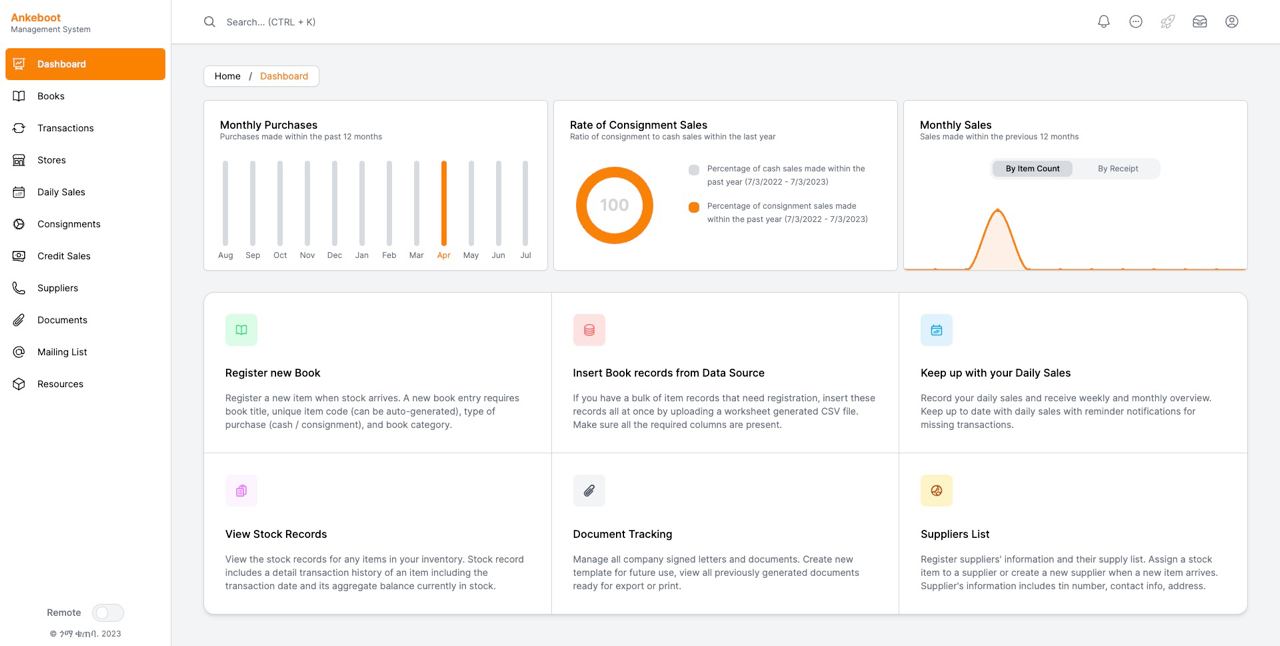 Ankeboot
Management System
Search... (CTRL + K)
Dashboard
Books
Transactions
Stores
Daily Sales
Consignments
Credit Sales
Suppliers
Documents
Mailing List
Resources
Remote
© 2023
Home / Dashboard
Monthly Purchases
Purchases made within the past 12 months
Aug Sep Oct Nov Dec Jan Feb Mar Apr May Jun Jul
Rate of Consignment Sales
Ratio of consignment to cash sales within the last year
100
Percentage of cash sales made within the
past year (7/3/2022 - 7/3/2023)
Percentage of consignment sales made
within the past year (7/3/2022 - 7/3/2023)
Monthly Sales
Sales made within the previous 12 months
By Item Count By Receipt
Register new Book
Register a new item when stock arrives. A new book entry requires
book title, unique item code (can be auto-generated), type of
purchase (cash / consignment), and book category.
Insert Book records from Data Source
If you have a bulk of item records that need registration, insert these
records all at once by uploading a worksheet generated CSV file.
Make sure all the required columns are present.
Keep up with your Daily Sales
Record your daily sales and receive weekly and monthly overview.
Keep up to date with daily sales with reminder notifications for
missing transactions.
View Stock Records
View the stock records for any items in your inventory. Stock record
includes a detail transaction history of an item including the
transaction date and its aggregate balance currently in stock.
Document Tracking
Manage all company signed letters and documents. Create new
template for future use, view all previously generated documents
ready for export or print.
Suppliers List
Register suppliers' information and their supply list. Assign a stock
item to a supplier or create a new supplier when a new item arrives.
Supplier's information includes tin number, contact info, address.